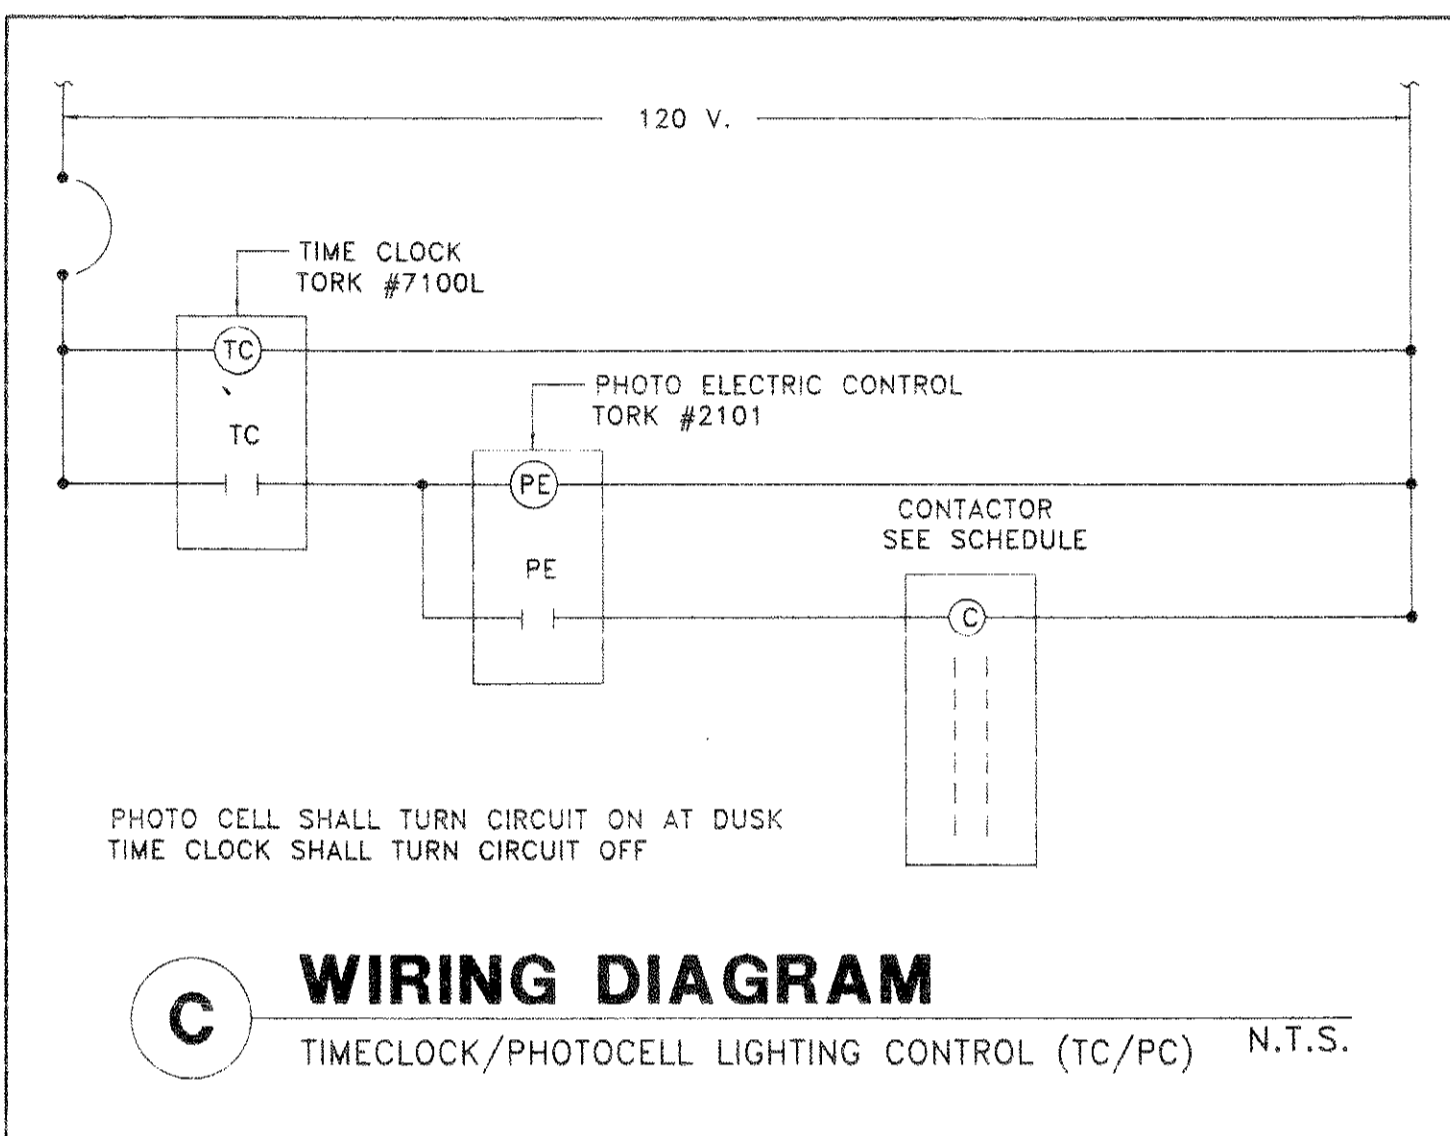 120 V.
TIME CLOCK
TORK #7100L
TC
TC
PHOTO ELECTRIC CONTROL
TORK #2101
PE
PE
CONTACTOR
SEE SCHEDULE
C
PHOTO CELL SHALL TURN CIRCUIT ON AT DUSK
TIME CLOCK SHALL TURN CIRCUIT OFF
C
WIRING DIAGRAM
TIMECLOCK/PHOTOCELL LIGHTING CONTROL (TC/PC)
N.T.S.